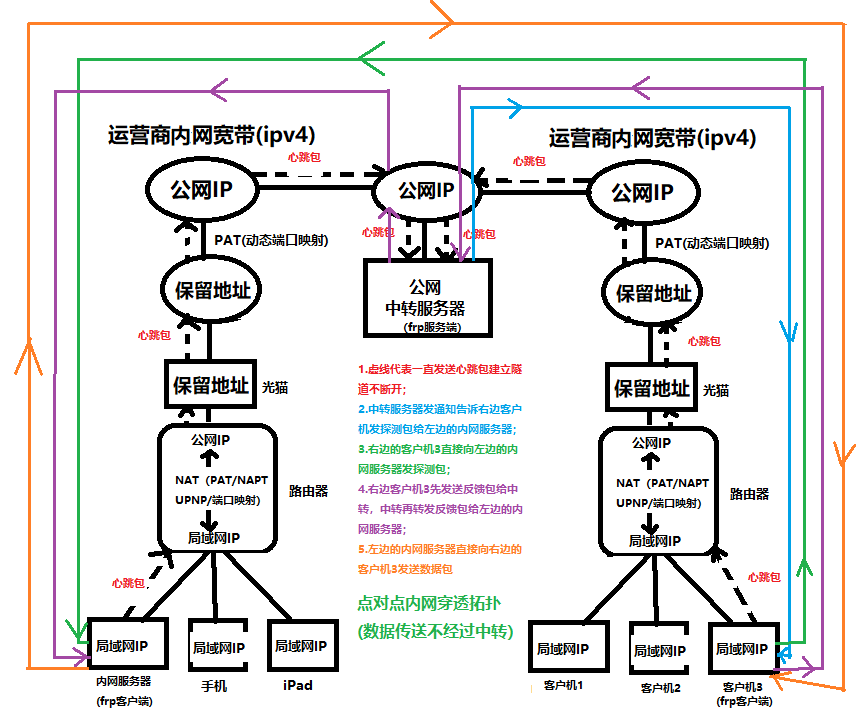 运营商内网宽带(ipv4)
运营商内网宽带(ipv4)
心跳包
心跳包
公网IP
公网IP
公网IP
心跳包
心跳包
PAT(动态端口映射)
PAT(动态端口映射)
保留地址
保留地址
公网
中转服务器
(frp服务端)
心跳包
心跳包
保留地址
光猫
保留地址
光猫
1.虚线代表一直发送心跳包建立隧
道不断开；
2.中转服务器发通知告诉右边客户
机发探测包给左边的内网服务器；
3.右边的客户机3直接向左边的内
网服务器发探测包；
4.右边客户机3先发送反馈包给中
转，中转再转发反馈包给左边的内
网服务器；
5.左边的内网服务器直接向右边的
客户机3发送数据包
公网IP
NAT（PAT/NAPT
UPNP/端口映射)
局域网IP
路由器
公网IP
NAT（PAT/NAPT
UPNP/端口映射)
局域网IP
路由器
心跳包
心跳包
点对点内网穿透拓扑
(数据传送不经过中转)
局域网IP
局域网IP
局域网IP
局域网IP
局域网IP
局域网IP
内网服务器
(frp客户端)
手机
iPad
客户机1
客户机2
客户机3
(frp客户端)